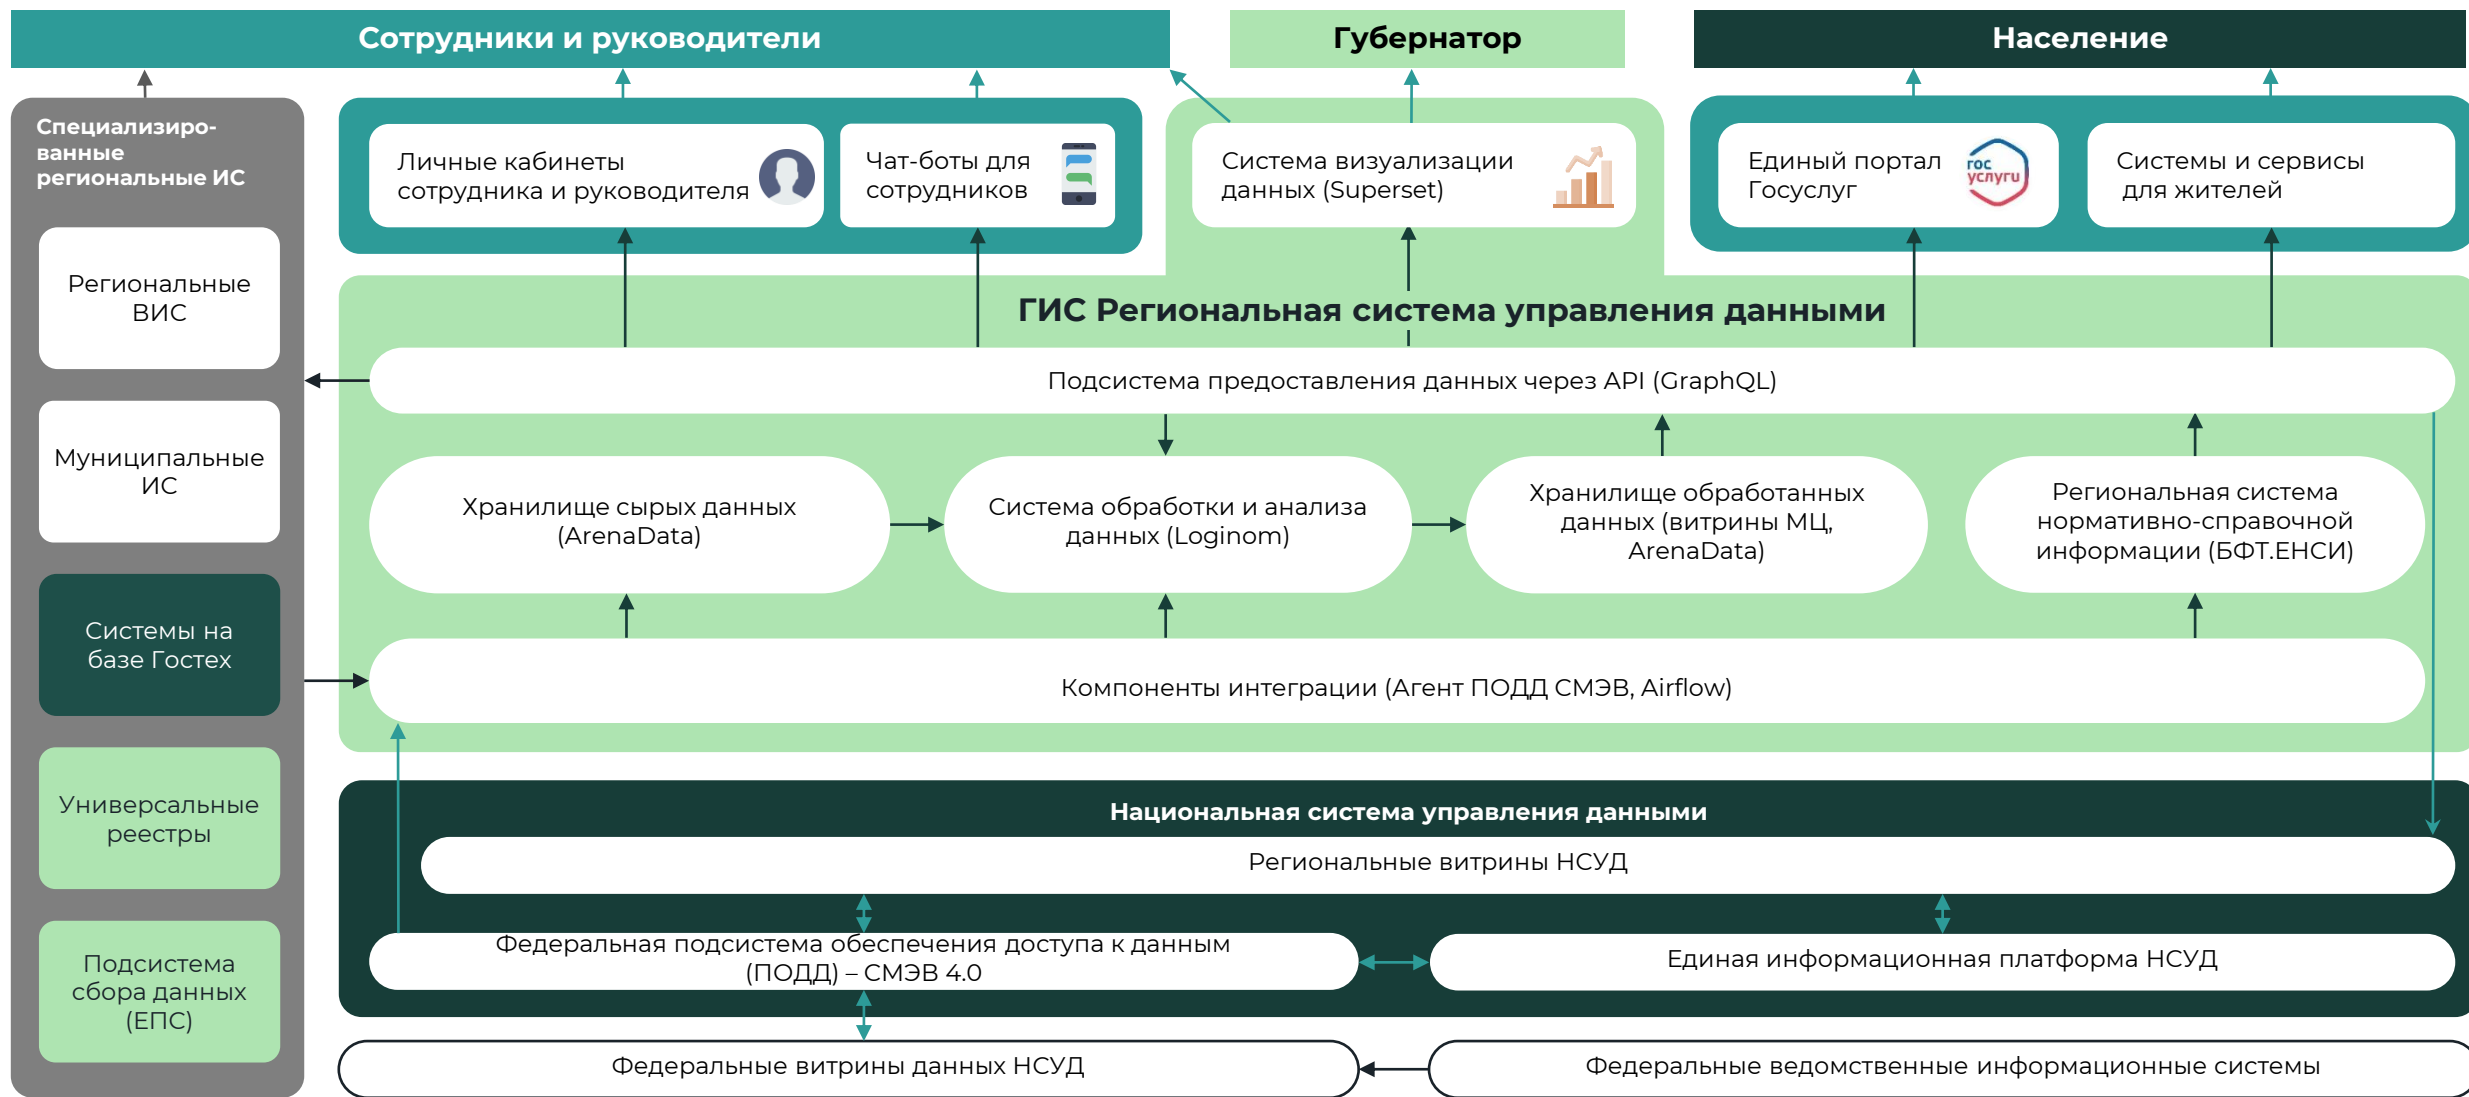 Сотрудники и руководители
Губернатор
Население
Специализиро-
ванные
региональные ИС
Региональные
ВИС
Муниципальные
ИС
Системы на
базе Гостех
Универсальные
реестры
Подсистема
сбора данных
(ЕПС)
Личные кабинеты
сотрудника и руководителя
Чат-боты для
сотрудников
Система визуализации
данных (Superset)
Единый портал
Госуслуг
гос
услуги
Системы и сервисы
для жителей
ГИС Региональная система управления данными
Подсистема предоставления данных через API (GraphQL)
Хранилище сырых данных
(ArenaData)
Система обработки и анализа
данных (Loginom)
Хранилище обработанных
данных (витрины МЦ,
ArenaData)
Региональная система
нормативно-справочной
информации (БФТ.ЕНСИ)
Компоненты интеграции (Агент ПОДД СМЭВ, Airflow)
Национальная система управления данными
Региональные витрины НСУД
Федеральная подсистема обеспечения доступа к данным
(ПОДД) – СМЭВ 4.0
Единая информационная платформа НСУД
Федеральные витрины данных НСУД
Федеральные ведомственные информационные системы